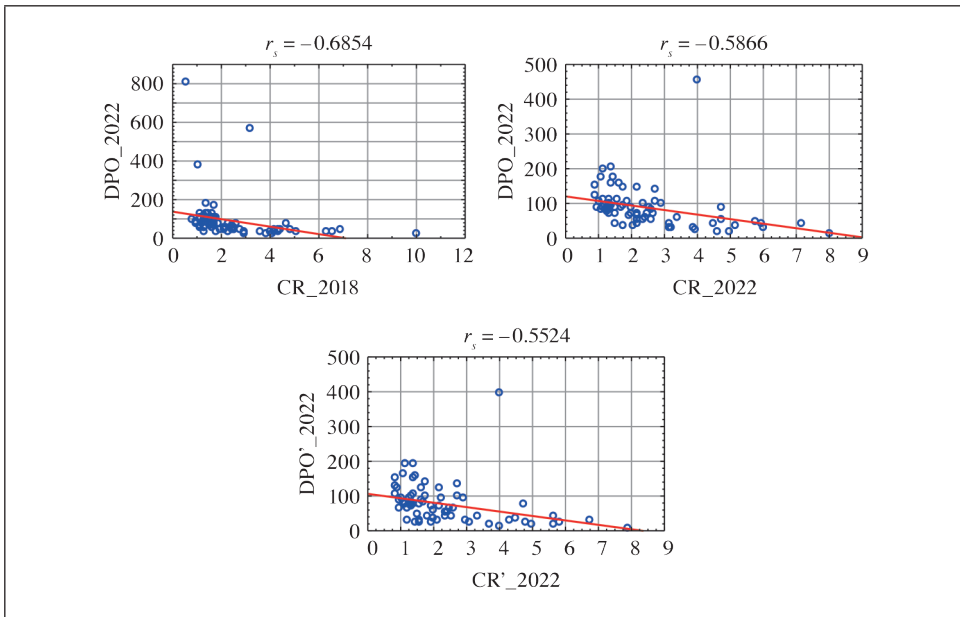 r_s = −0.6854
DPO_2022
800
600
400
200
0
0 2 4 6 8 10 12
CR_2018
r_s = −0.5866
DPO_2022
500
400
300
200
100
0
0 1 2 3 4 5 6 7 8 9
CR_2022
r_s = −0.5524
DPO’_2022
500
400
300
200
100
0
0 1 2 3 4 5 6 7 8 9
CR’_2022